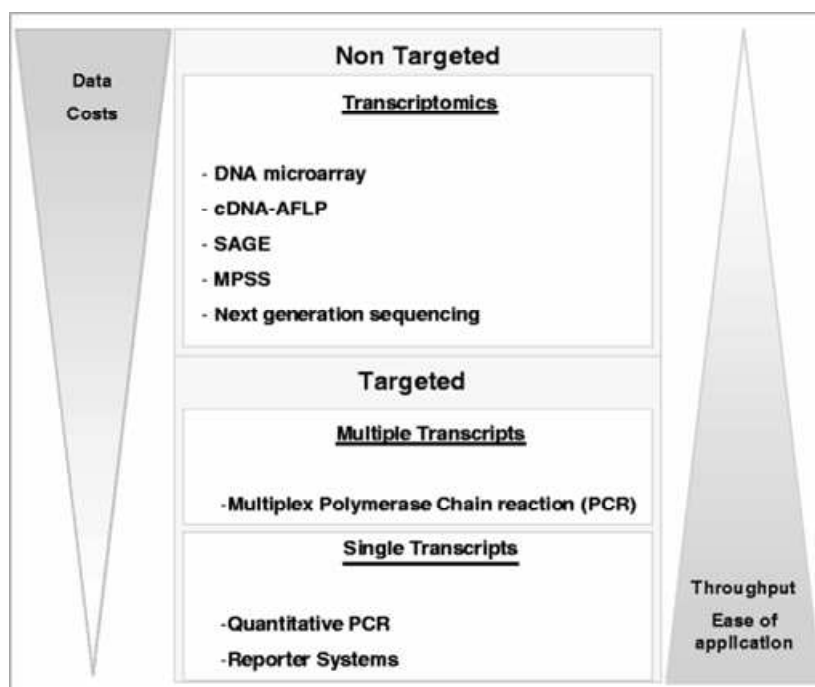 Data
Costs
Non Targeted
Transcriptomics
- DNA microarray
- cDNA-AFLP
- SAGE
- MPSS
- Next generation sequencing
Targeted
Multiple Transcripts
-Multiplex Polymerase Chain reaction (PCR)
Single Transcripts
-Quantitative PCR
-Reporter Systems
Throughput
Ease of
application